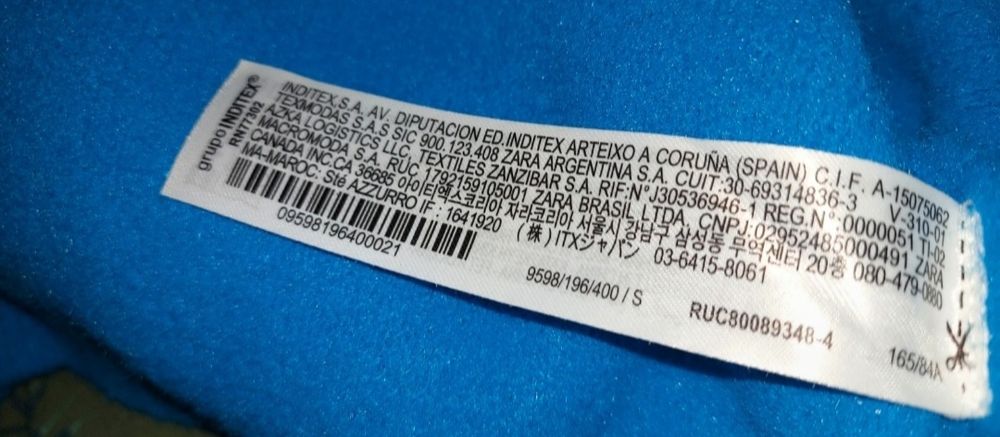 grupoINDITEX®
RN77302
INDITEX,S.A. AV. DIPUTACION ED.INDITEX ARTEIXO A CORUÑA (SPAIN) C.I.F. A-15075062
TEXMODAS S.A.S SIC 900.123.408 ZARA ARGENTINA S.A. CUIT:30-69314836-3 V-310-01
AZKA LOGISTICS LLC, TEXTILES ZANZIBAR S.A. RIF:N° J30536946-1 REG.N°:0000051 TI-02
MACROMODA S.A. RUC 1792159105001 ZARA BRASIL LTDA. CNPJ:02952485000491 ZARA
CANADA INC.CA 36685 아이티엑스코리아 자라코리아 서울시 강남구 삼성동 무역센터 20층 080-479-0880
MA-MAROC: Sté AZZURRO IF : 1641920 (株) ITXジャパン 03-6415-8061
09598196400021
9598/196/400 / S
RUC80089348-4
165/84A